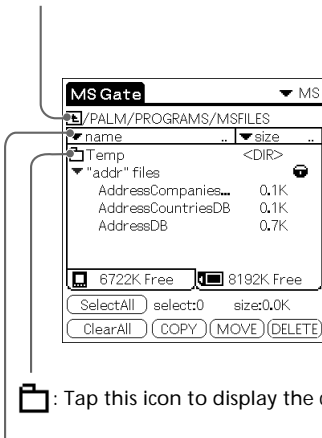 MS Gate MS
/PALM/PROGRAMS/MSFILES
name .. size ..
Temp <DIR>
"addr" files
AddressCompanies... 0.1K
AddressCountriesDB 0.1K
AddressDB 0.7K
6722K Free 8192K Free
SelectAll select:0 size:0.0K
ClearAll COPY MOVE DELETE
: Tap this icon to display the